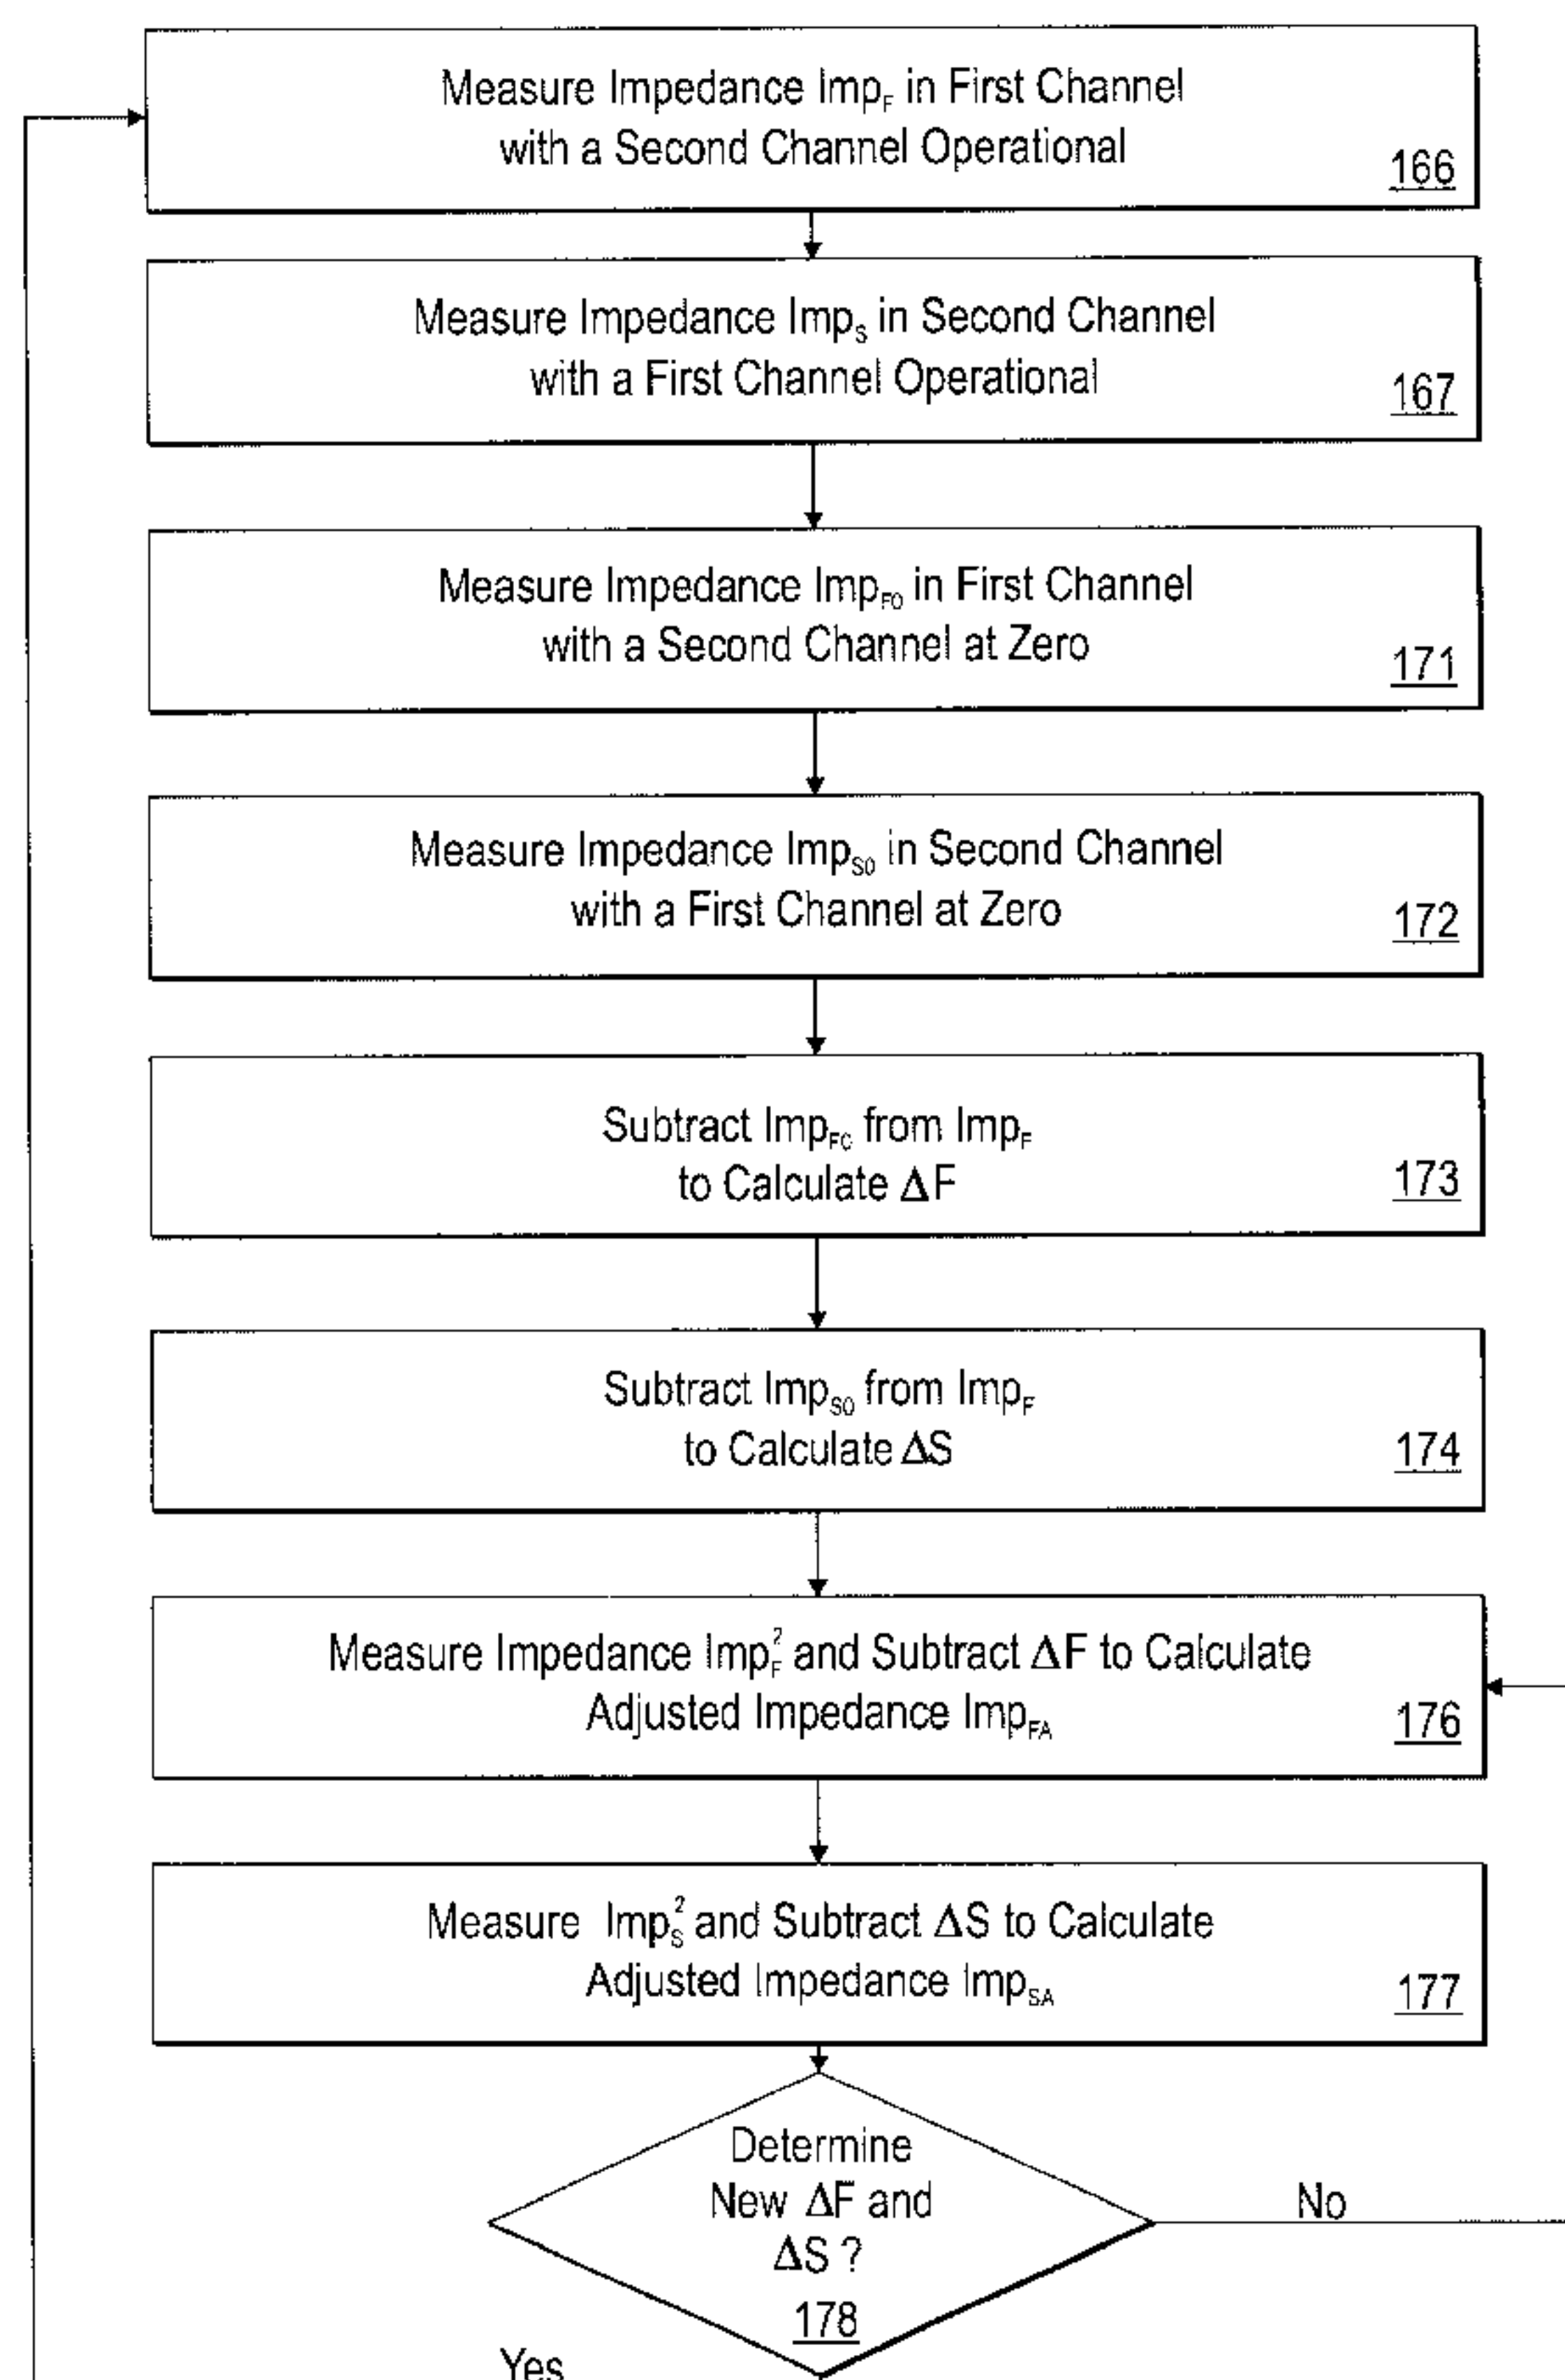 Measure Impedance Imp_F in First Channel
with a Second Channel Operational
166
Measure Impedance Imp_S in Second Channel
with a First Channel Operational
167
Measure Impedance Imp_F0 in First Channel
with a Second Channel at Zero
171
Measure Impedance Imp_S0 in Second Channel
with a First Channel at Zero
172
Subtract Imp_F0 from Imp_F
to Calculate ΔF
173
Subtract Imp_S0 from Imp_F
to Calculate ΔS
174
Measure Impedance Imp_F^2 and Subtract ΔF to Calculate
Adjusted Impedance Imp_FA
176
Measure Imp_S^2 and Subtract ΔS to Calculate
Adjusted Impedance Imp_SA
177
Determine
New ΔF and
ΔS ?
178
No
Yes